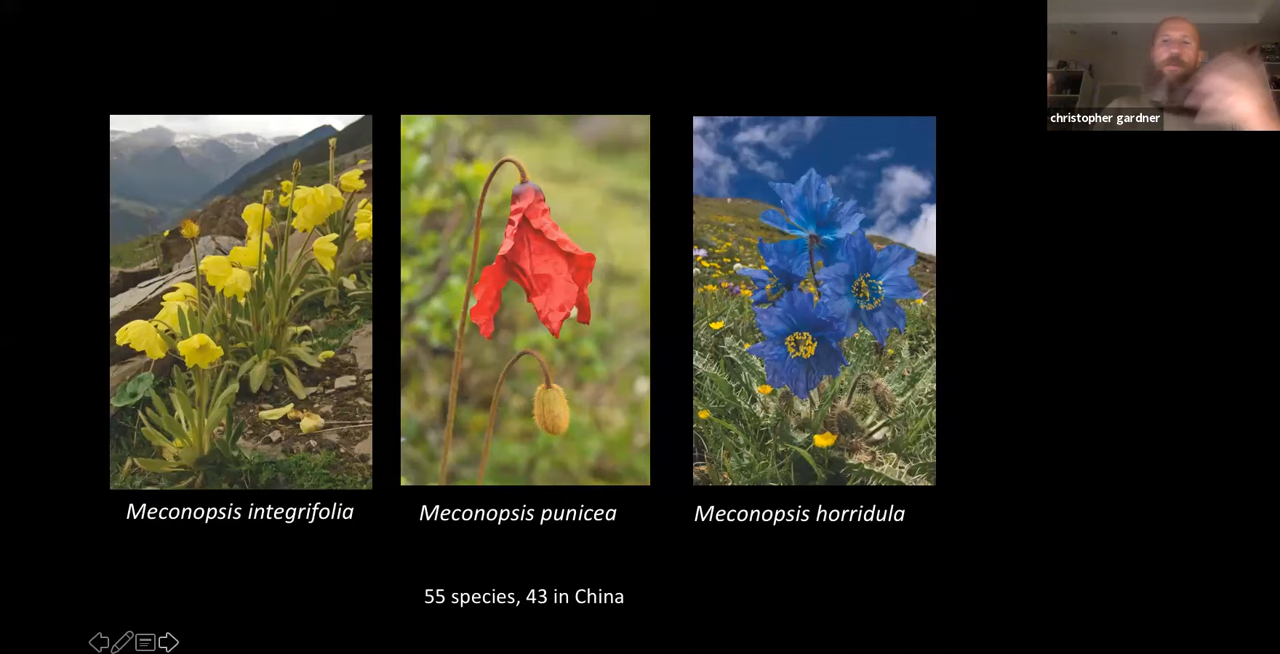 christopher gardner
Meconopsis integrifolia
Meconopsis punicea
Meconopsis horridula
55 species, 43 in China